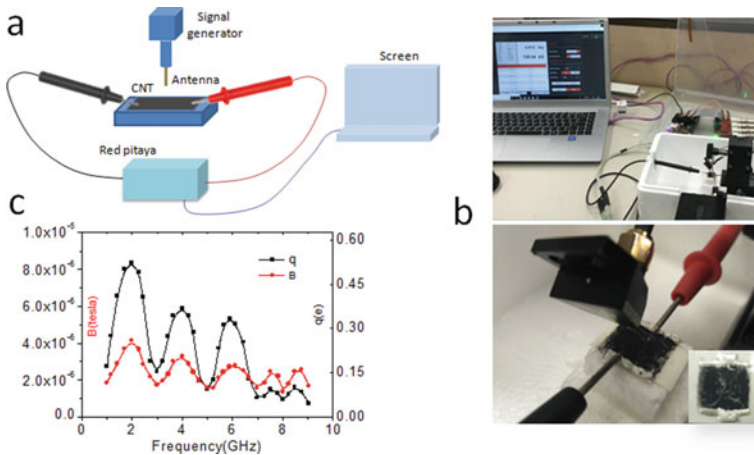 a
Signal
generator
Screen
CNT
Antenna
Red pitaya
b
c
1.0x10⁻⁵
8.0x10⁻⁶
6.0x10⁻⁶
4.0x10⁻⁶
2.0x10⁻⁶
0.0
B(tesla)
q
B
0.60
0.45
0.30
0.15
0.00
q(e)
0 2 4 6 8 10
Frequency(GHz)